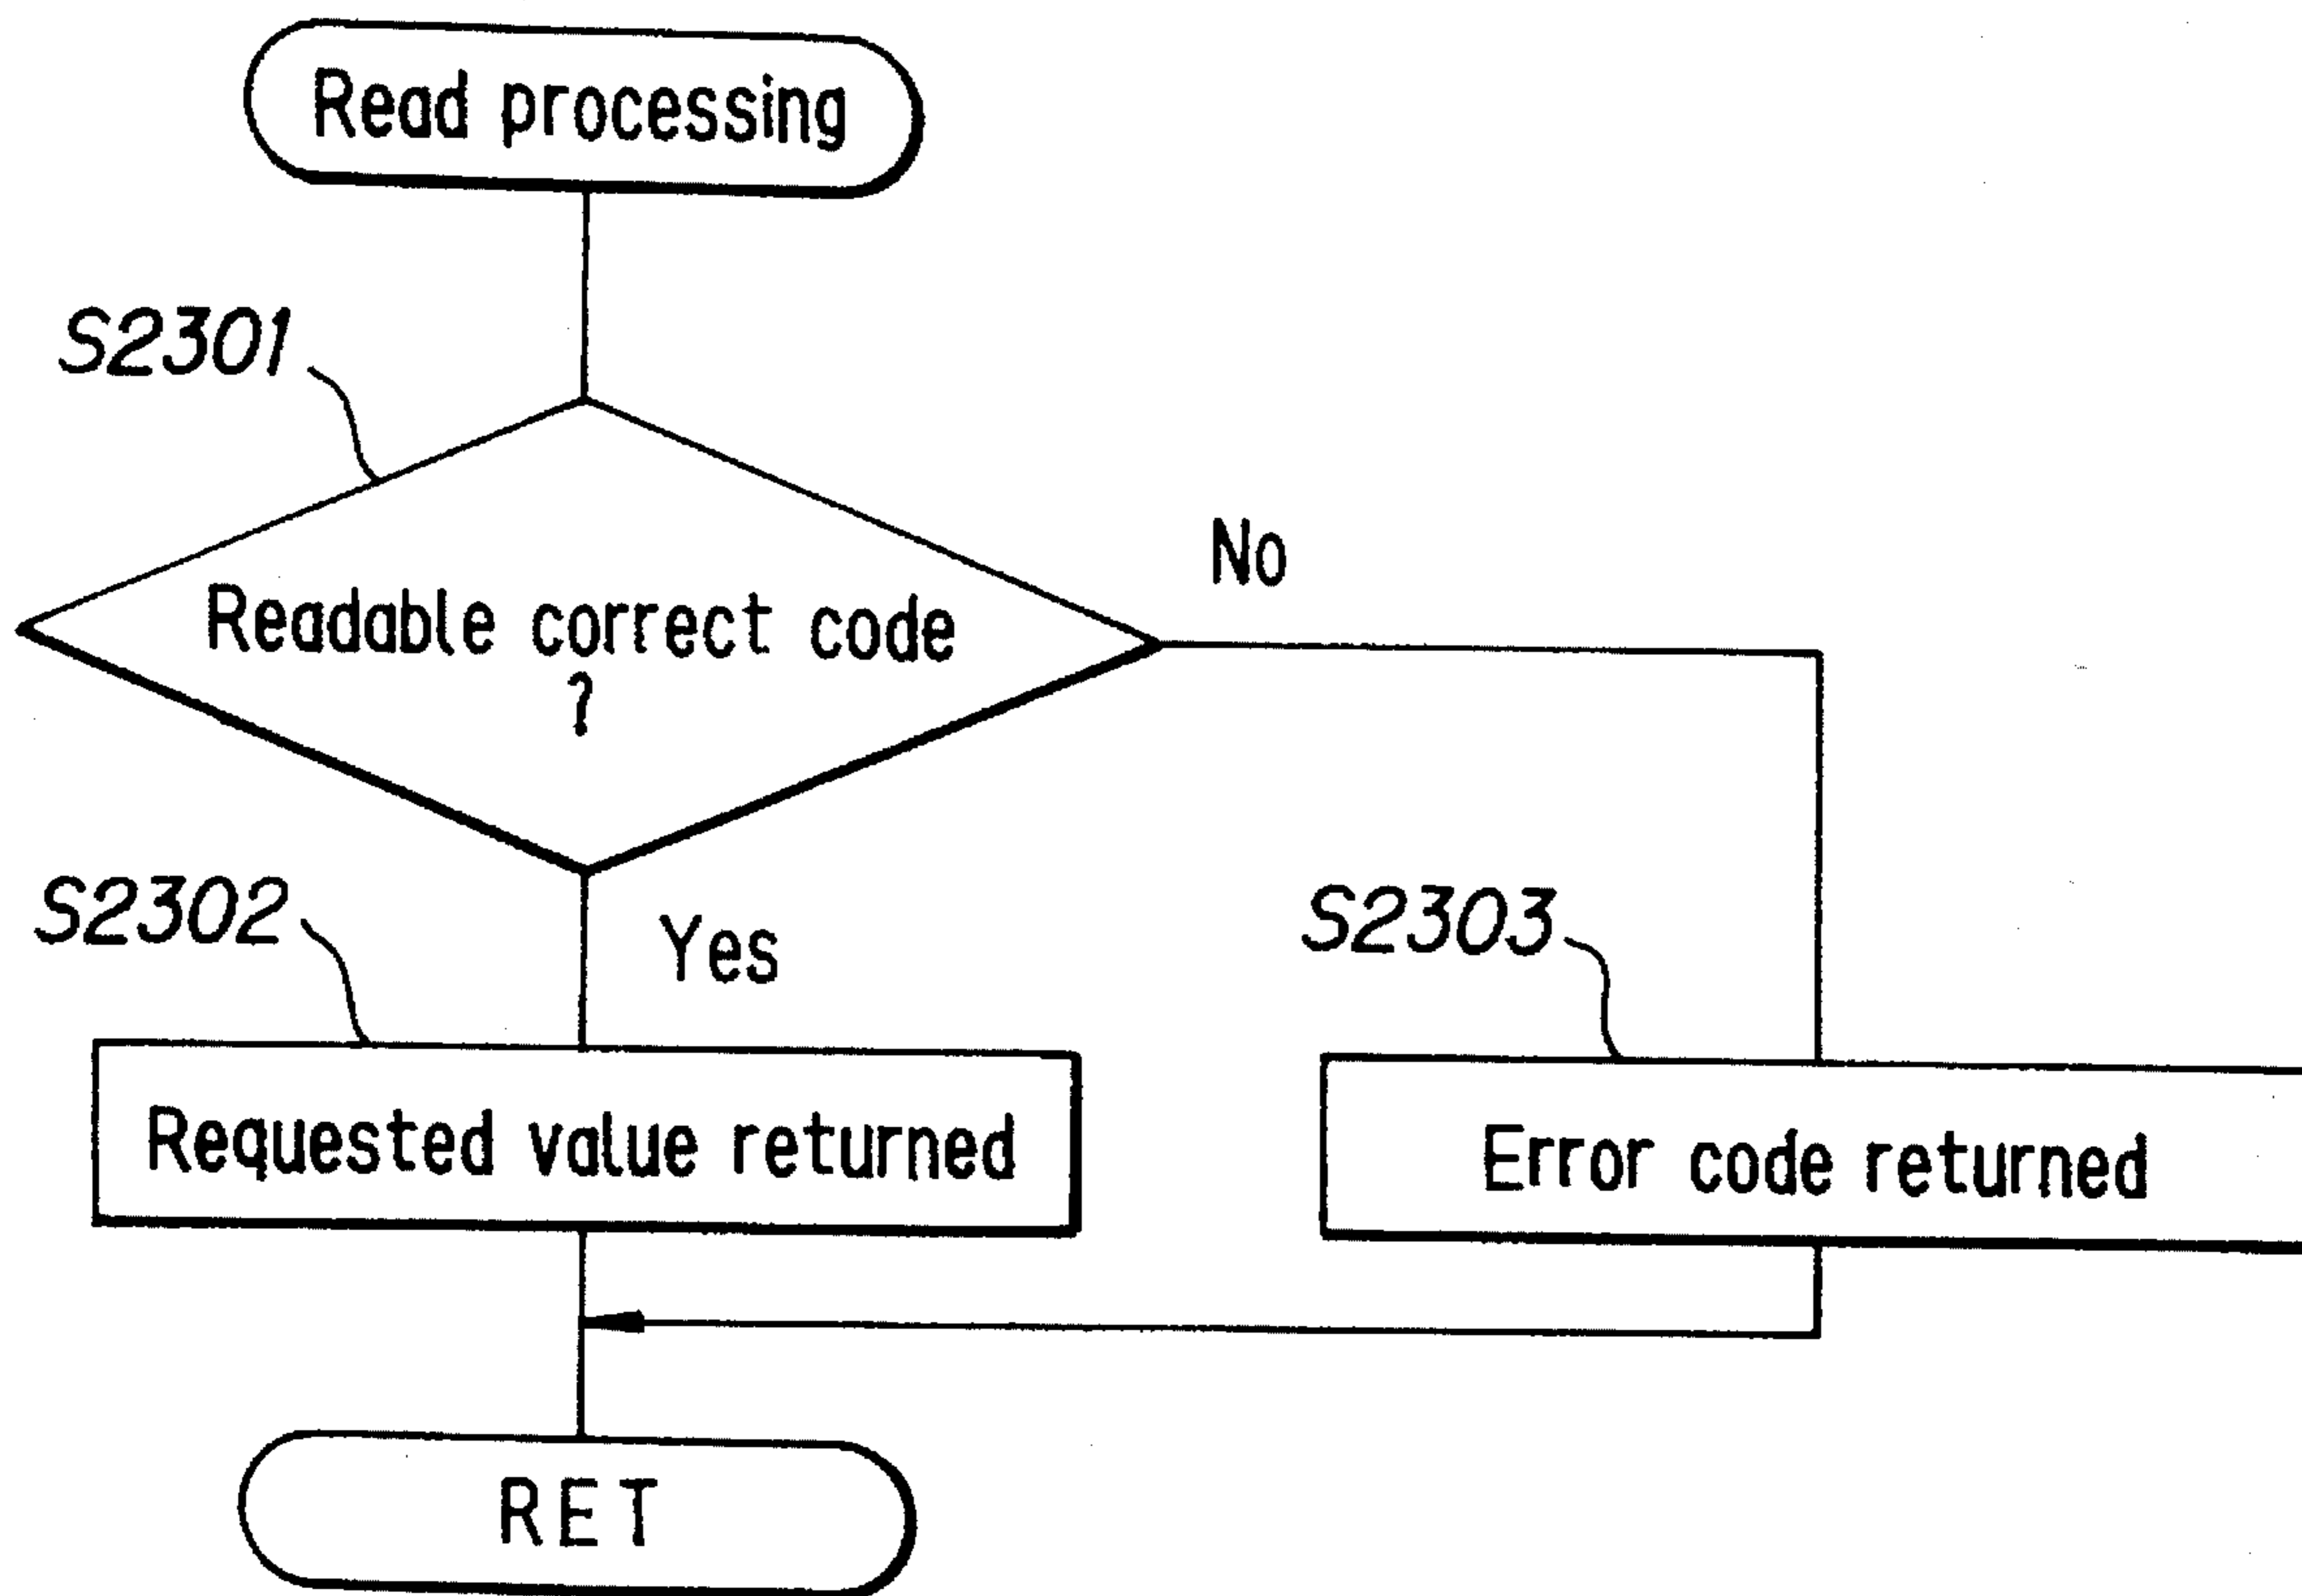 Read processing
S2301
No
Readable correct code
?
S2302
Yes
S2303
Requested value returned
Error code returned
RET